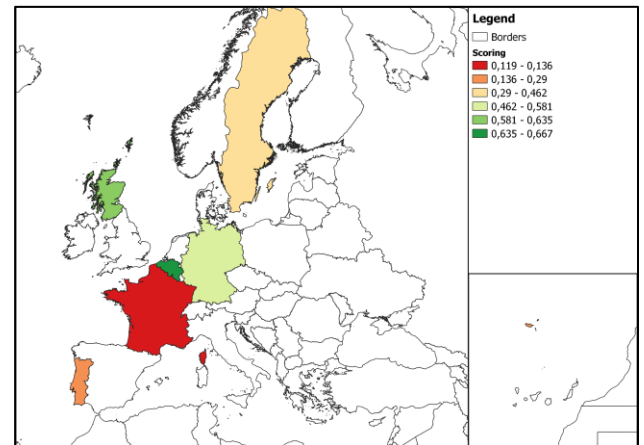 Legend
Borders
Scoring
0,119 - 0,136
0,136 - 0,29
0,29 - 0,462
0,462 - 0,581
0,581 - 0,635
0,635 - 0,667